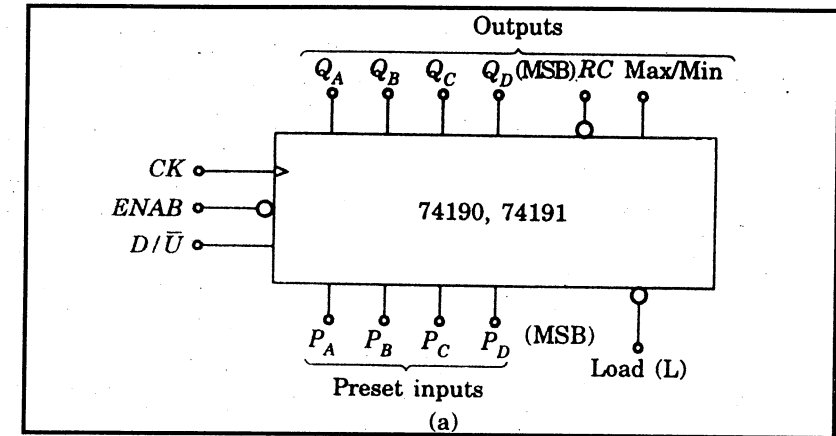 Outputs
Q_A Q_B Q_C Q_D (MSB) RC Max/Min
CK
ENAB
74190, 74191
D/U̅
P_A P_B P_C P_D (MSB)
Load (L)
Preset inputs
(a)